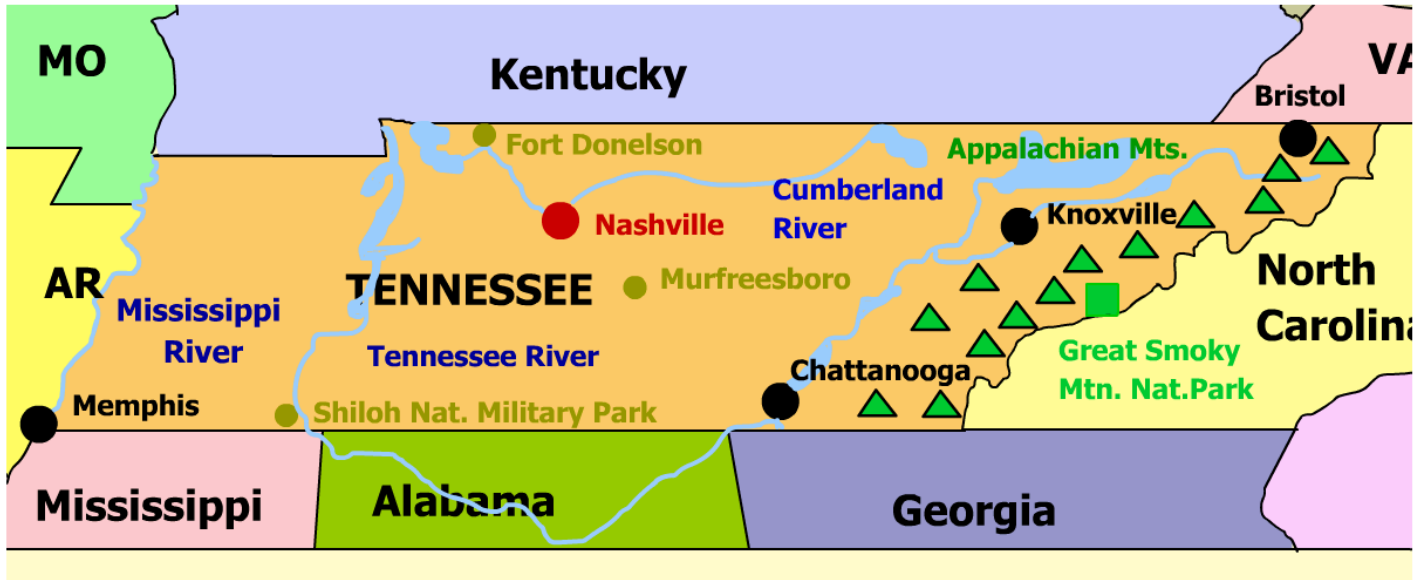 MO
Kentucky
VA
Bristol
Fort Donelson
Appalachian Mts.
Cumberland
River
Knoxville
Nashville
AR
TENNESSEE
Murfreesboro
North
Carolina
Mississippi
River
Tennessee River
Great Smoky
Mtn. Nat.Park
Chattanooga
Memphis
Shiloh Nat. Military Park
Mississippi
Alabama
Georgia